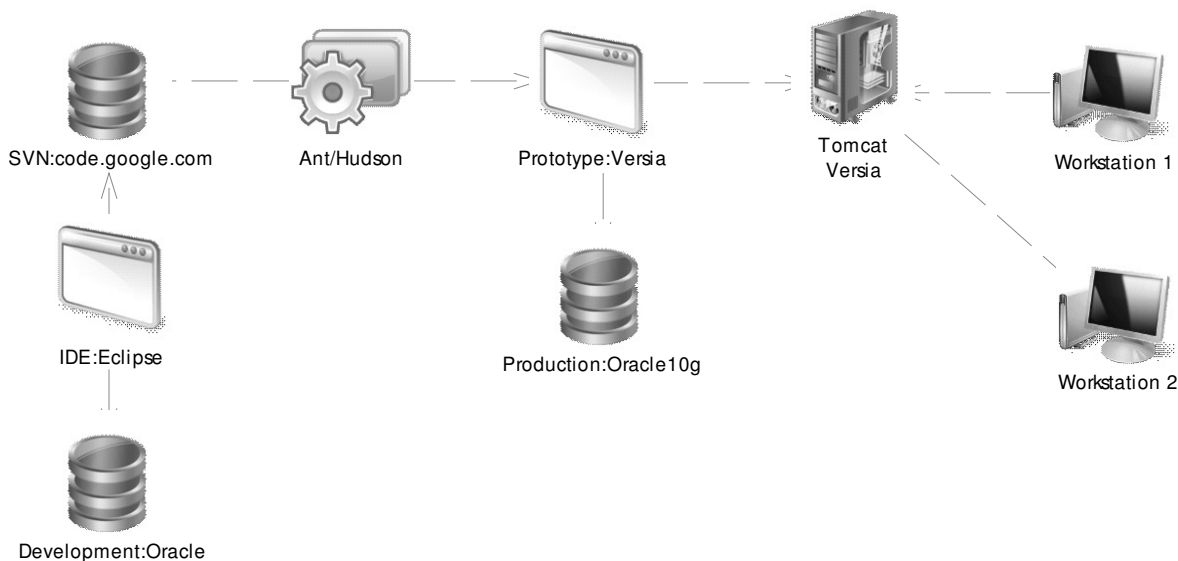 SVN:code.google.com
Ant/Hudson
Prototype:Versia
Tomcat
Versia
Workstation 1
IDE:Eclipse
Production:Oracle10g
Workstation 2
Development:Oracle